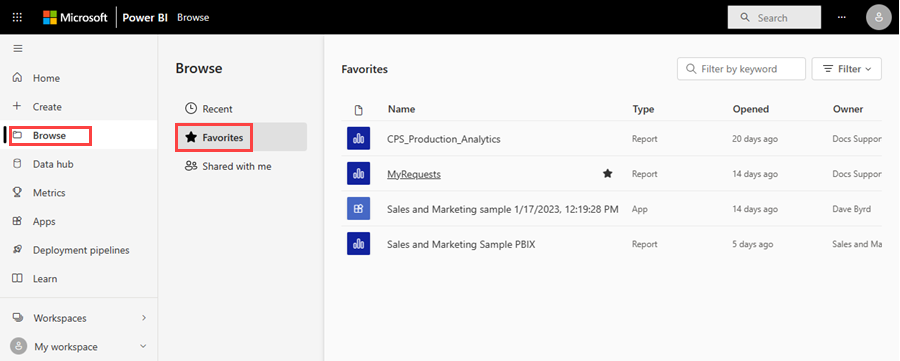 Microsoft Power BI Browse Search ...
Home
Create
Browse
Data hub
Metrics
Apps
Deployment pipelines
Learn
Workspaces
My workspace
Browse
Recent
Favorites
Shared with me
Favorites Filter by keyword Filter
Name Type Opened Owner
CPS_Production_Analytics Report 20 days ago Docs Support
MyRequests Report 14 days ago Docs Support
Sales and Marketing sample 1/17/2023, 12:19:28 PM App 14 days ago Dave Byrd
Sales and Marketing Sample PBIX Report 5 days ago Sales and Ma